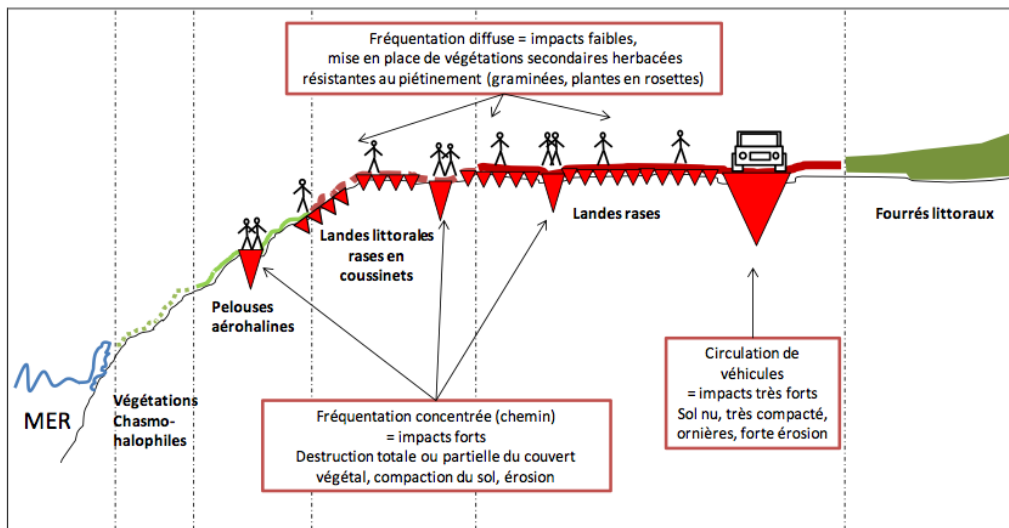 Fréquentation diffuse = impacts faibles,
mise en place de végétations secondaires herbacées
résistantes au piétinement (graminées, plantes en rosettes)
Landes littorales
rases en
coussinets
Landes rases
Fourrés littoraux
Pelouses
aérohalines
MER
Végétations
Chasmo-
halophiles
Fréquentation concentrée (chemin)
= impacts forts
Destruction totale ou partielle du couvert
végétal, compaction du sol, érosion
Circulation de
véhicules
= impacts très forts
Sol nu, très compacté,
ornières, forte érosion